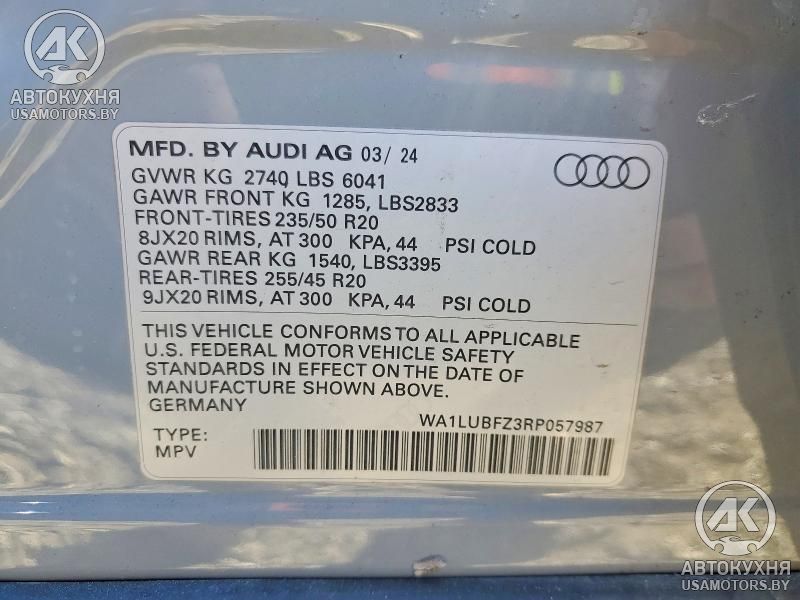 AK
АВТОКУХНЯ
USAMOTORS.BY
MFD. BY AUDI AG 03/ 24
GVWR KG 2740 LBS 6041
GAWR FRONT KG 1285, LBS2833
FRONT-TIRES 235/50 R20
8JX20 RIMS, AT 300 KPA, 44 PSI COLD
GAWR REAR KG 1540, LBS3395
REAR-TIRES 255/45 R20
9JX20 RIMS, AT 300 KPA, 44 PSI COLD
THIS VEHICLE CONFORMS TO ALL APPLICABLE
U.S. FEDERAL MOTOR VEHICLE SAFETY
STANDARDS IN EFFECT ON THE DATE OF
MANUFACTURE SHOWN ABOVE.
GERMANY
WA1LUBFZ3RP057987
TYPE:
MPV
AK
АВТОКУХНЯ
USAMOTORS.BY